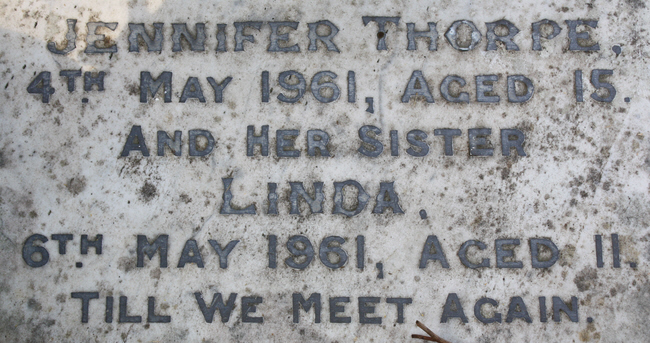 JENNIFER THORPE,
4TH MAY 1961, AGED 15.
AND HER SISTER
LINDA,
6TH MAY 1961, AGED 11
TILL WE MEET AGAIN.